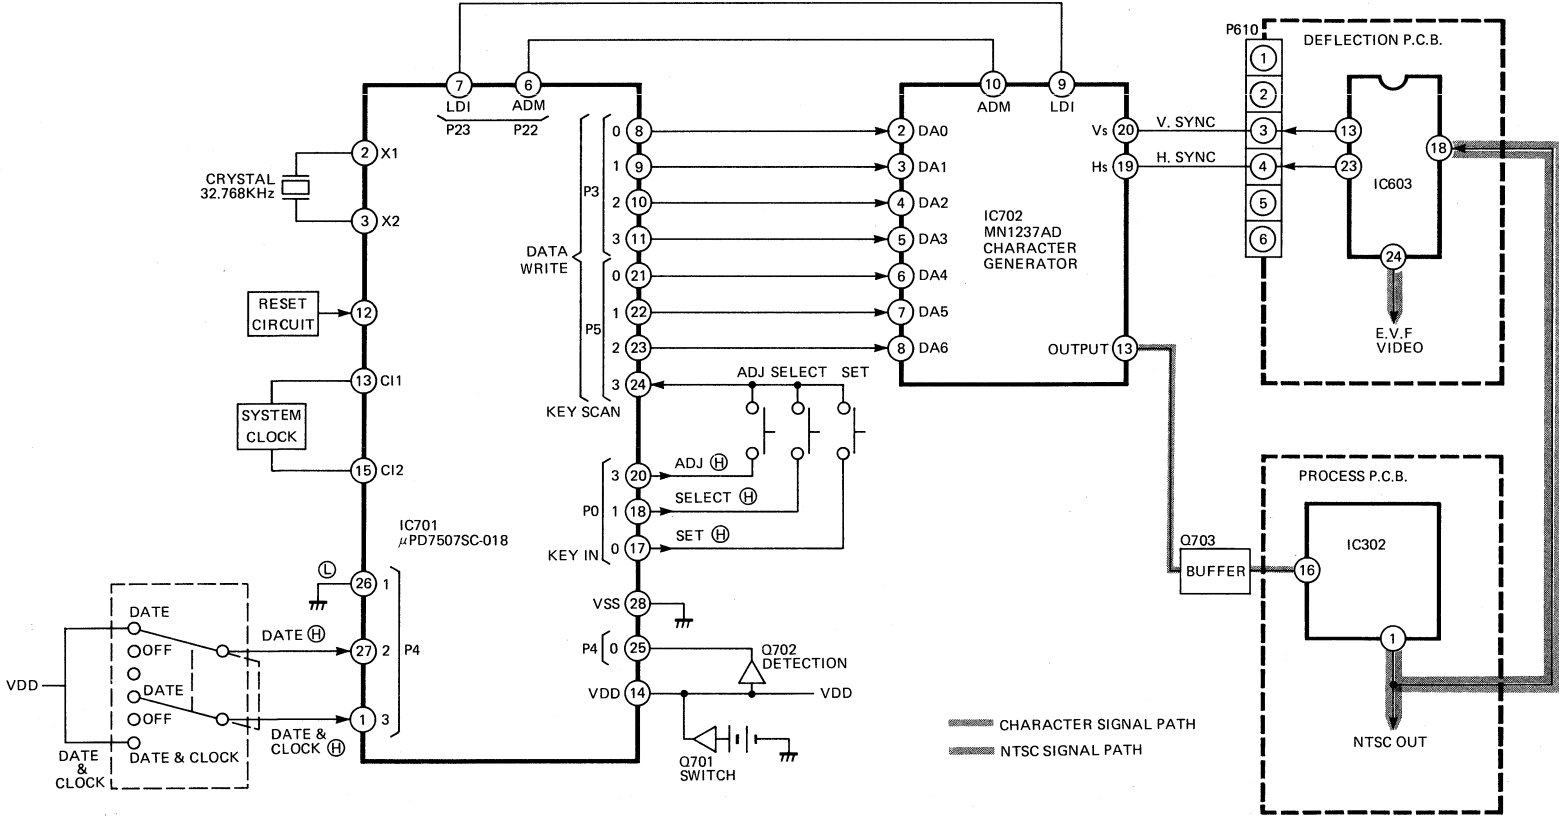 P610
DEFLECTION P.C.B.
1
2
3
4
5
6
13
23
18
IC603
24
E.V.F
VIDEO
7
6
LDI
ADM
P23
P22
10
9
ADM
LDI
2
X1
CRYSTAL
32.768KHz
3
X2
RESET
CIRCUIT
12
13
CI1
SYSTEM
CLOCK
15
CI2
IC701
μPD7507SC-018
DATA
WRITE
P3
0
8
1
9
2
10
3
11
P5
0
21
1
22
2
23
3
24
KEY SCAN
2
DA0
3
DA1
4
DA2
5
DA3
6
DA4
7
DA5
8
DA6
IC702
MN1237AD
CHARACTER
GENERATOR
Vs
20
V. SYNC
Hs
19
H. SYNC
OUTPUT
13
ADJ SELECT SET
P0
3
20
ADJ H
1
18
SELECT H
0
17
SET H
KEY IN
VSS
28
P4
0
25
Q702
DETECTION
VDD
14
VDD
Q701
SWITCH
L
26
1
27
2
P4
1
3
DATE H
DATE &
CLOCK H
DATE
OFF
DATE
OFF
DATE & CLOCK
VDD
DATE
&
CLOCK
Q703
BUFFER
PROCESS P.C.B.
IC302
16
1
NTSC OUT
CHARACTER SIGNAL PATH
NTSC SIGNAL PATH